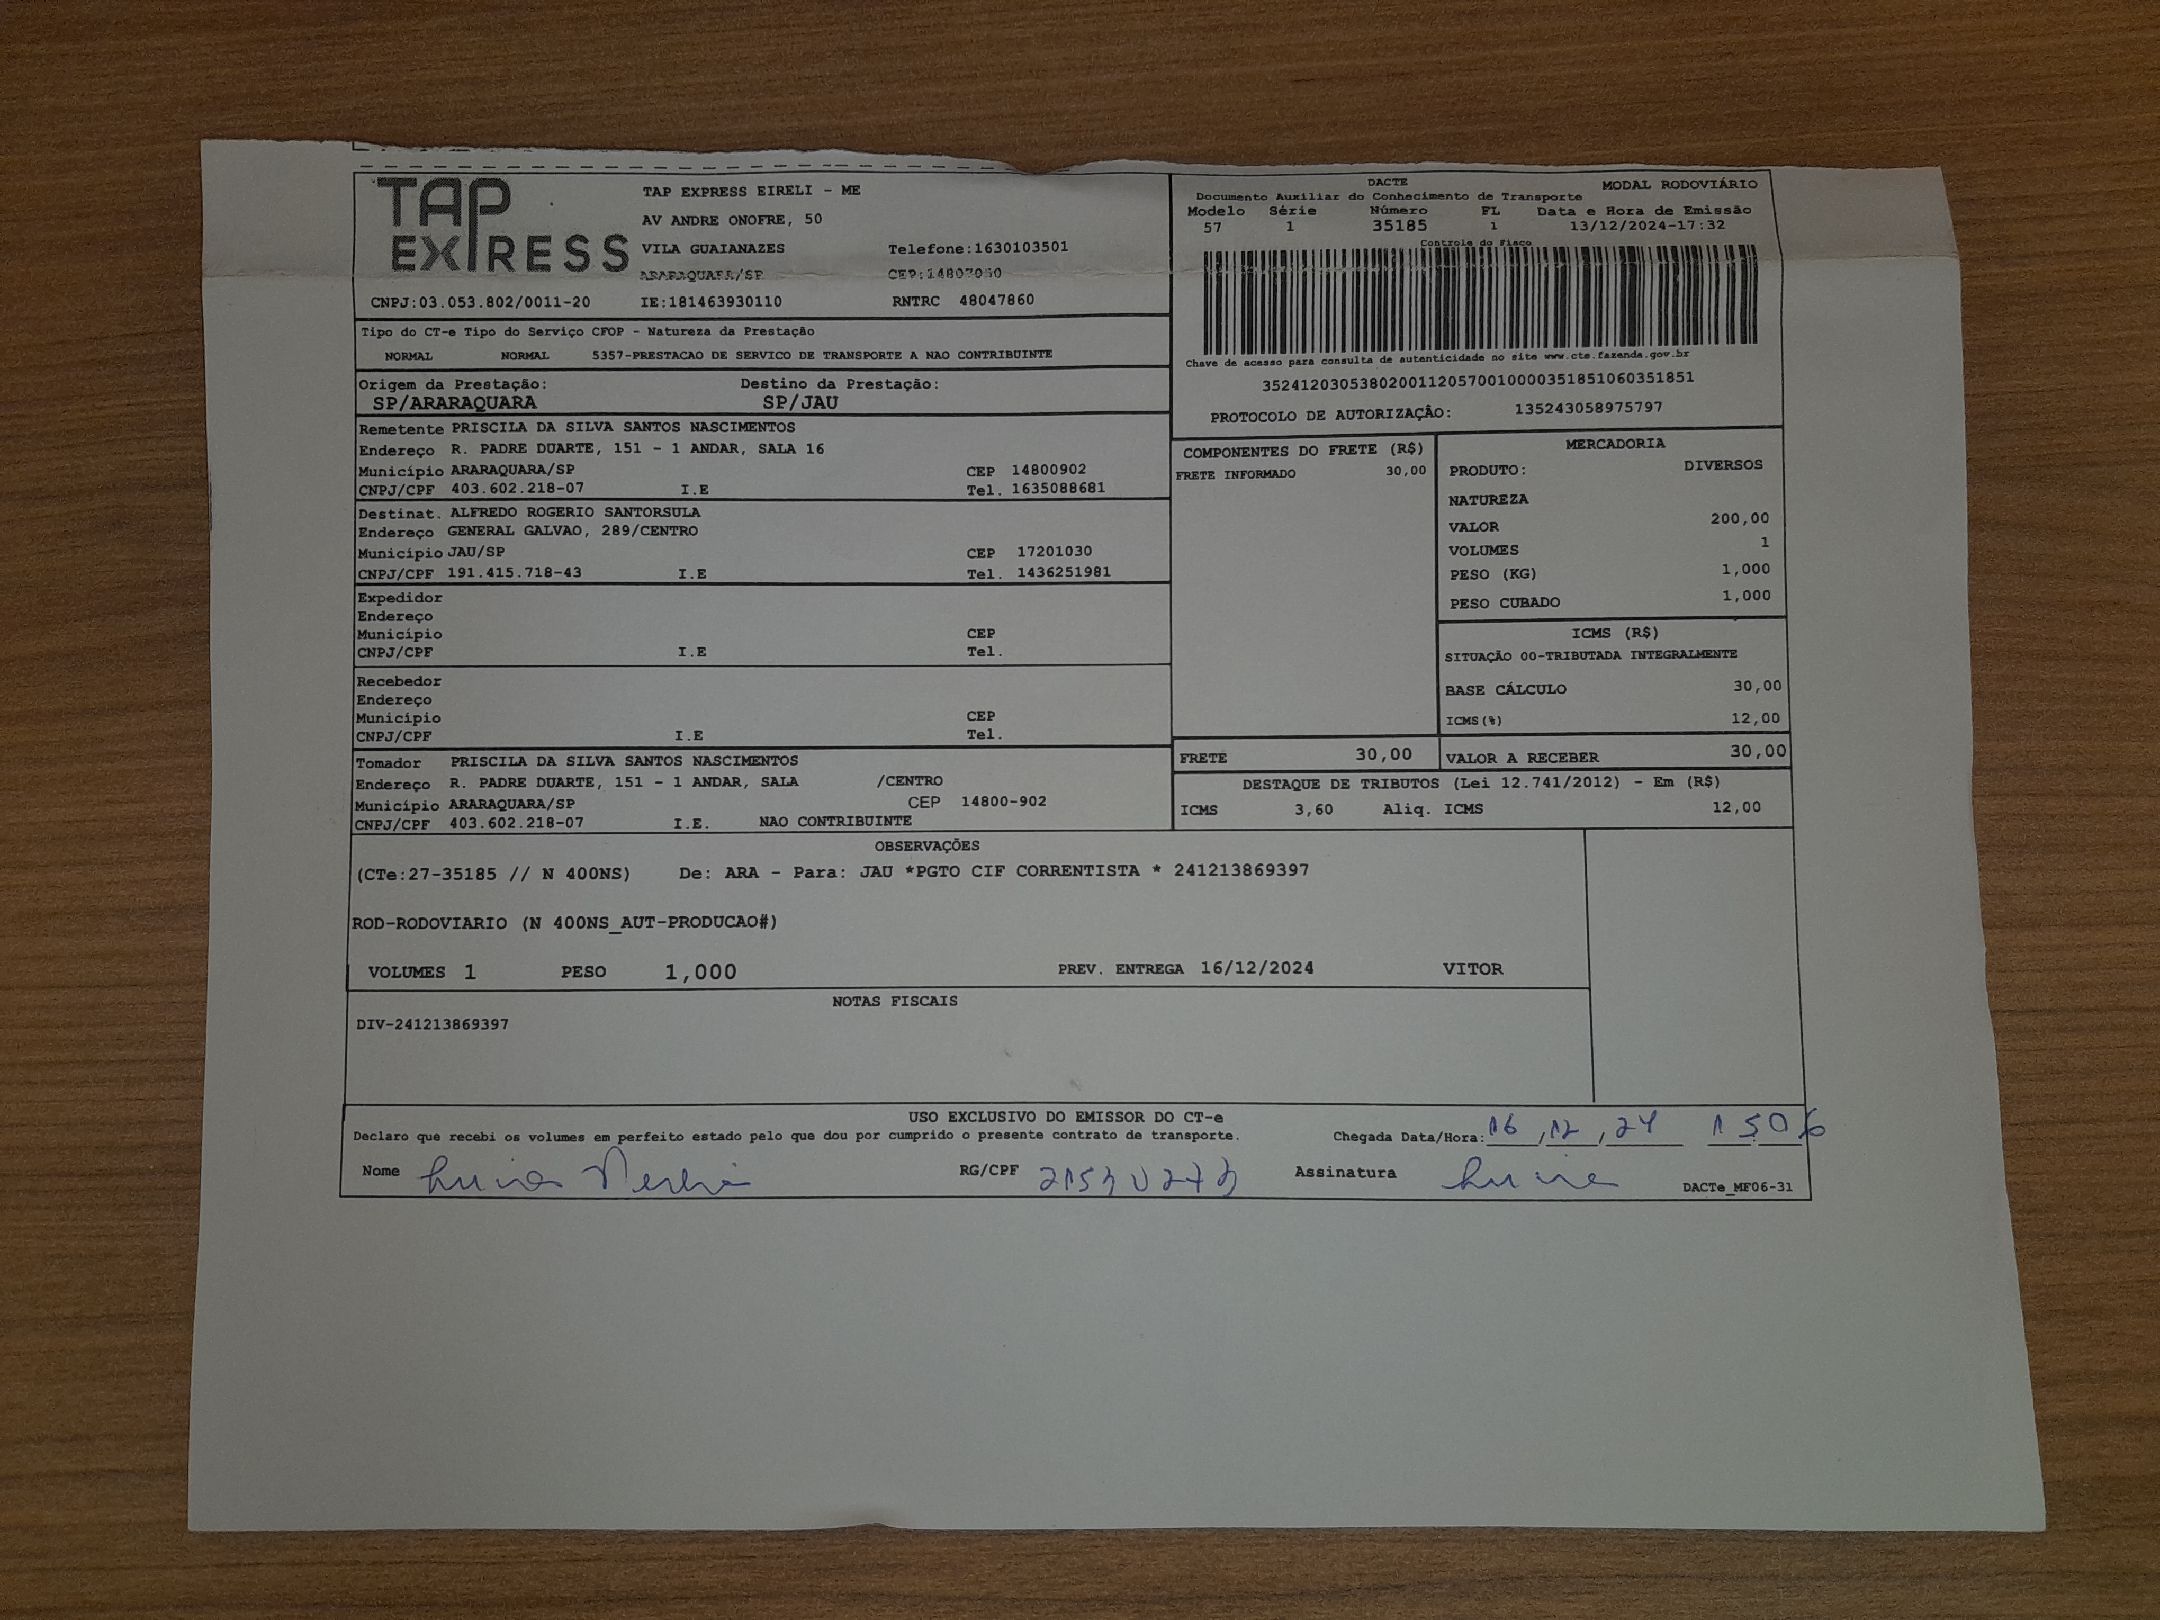 TAP EXPRESS
TAP EXPRESS EIRELI - ME
AV ANDRE ONOFRE, 50
VILA GUAIANAZES Telefone:1630103501
ARARAQUARA/SP
CNPJ:03.053.802/0011-20 IE:181463930110 RNTRC 48047860
DACTE MODAL RODOVIÁRIO
Documento Auxiliar do Conhecimento de Transporte
Modelo Série Número FL Data e Hora de Emissão
57 1 35185 1 13/12/2024-17:32
Controle do Fisco
Chave de acesso para consulta de autenticidade no site www.cte.fazenda.gov.br
35241203053802001120570010000351851060351851
PROTOCOLO DE AUTORIZAÇÃO: 135243058975797
Tipo do CT-e Tipo do Serviço CFOP - Natureza da Prestação
NORMAL NORMAL 5357-PRESTACAO DE SERVICO DE TRANSPORTE A NAO CONTRIBUINTE
Origem da Prestação: Destino da Prestação:
SP/ARARAQUARA SP/JAU
Remetente PRISCILA DA SILVA SANTOS NASCIMENTOS
Endereço R. PADRE DUARTE, 151 - 1 ANDAR, SALA 16
Município ARARAQUARA/SP CEP 14800902
CNPJ/CPF 403.602.218-07 I.E Tel. 1635088681
Destinat. ALFREDO ROGERIO SANTORSULA
Endereço GENERAL GALVAO, 289/CENTRO
Município JAU/SP CEP 17201030
CNPJ/CPF 191.415.718-43 I.E Tel. 1436251981
Expedidor
Endereço
Município CEP
CNPJ/CPF I.E Tel.
Recebedor
Endereço
Município CEP
CNPJ/CPF I.E Tel.
Tomador PRISCILA DA SILVA SANTOS NASCIMENTOS
Endereço R. PADRE DUARTE, 151 - 1 ANDAR, SALA /CENTRO
Município ARARAQUARA/SP CEP 14800-902
CNPJ/CPF 403.602.218-07 I.E. NAO CONTRIBUINTE
COMPONENTES DO FRETE (R$)
FRETE INFORMADO 30,00
MERCADORIA
PRODUTO: DIVERSOS
NATUREZA
VALOR 200,00
VOLUMES 1
PESO (KG) 1,000
PESO CUBADO 1,000
ICMS (R$)
SITUAÇÃO 00-TRIBUTADA INTEGRALMENTE
BASE CÁLCULO 30,00
ICMS(%) 12,00
FRETE 30,00 VALOR A RECEBER 30,00
DESTAQUE DE TRIBUTOS (Lei 12.741/2012) - Em (R$)
ICMS 3,60 Aliq. ICMS 12,00
OBSERVAÇÕES
(CTe:27-35185 // N 400NS) De: ARA - Para: JAU *PGTO CIF CORRENTISTA * 241213869397
ROD-RODOVIARIO (N 400NS_AUT-PRODUCAO#)
VOLUMES 1 PESO 1,000 PREV. ENTREGA 16/12/2024 VITOR
NOTAS FISCAIS
DIV-241213869397
USO EXCLUSIVO DO EMISSOR DO CT-e
Declaro que recebi os volumes em perfeito estado pelo que dou por cumprido o presente contrato de transporte. Chegada Data/Hora: 16,12,24 1506
Nome RG/CPF Assinatura
DACTe_MF06-31